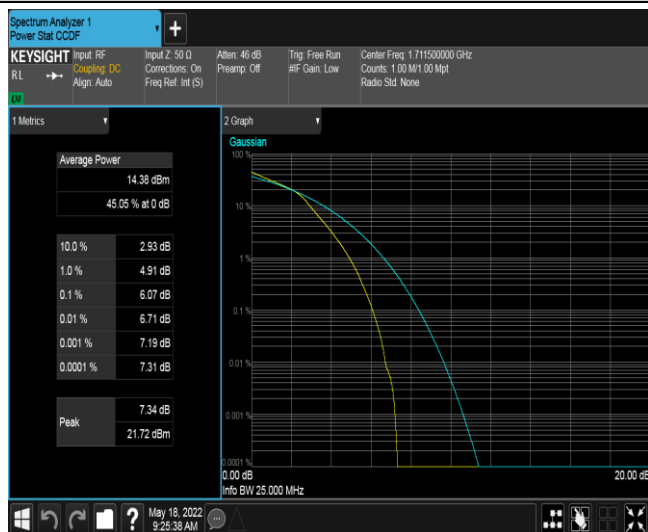 Spectrum Analyzer 1
Power Stat CCDF
+
KEYSIGHT
RL
LM
Input: RF
Coupling: DC
Align: Auto
Input Z: 50 Ω
Corrections: On
Freq Ref: Int (S)
Atten: 46 dB
Preamp: Off
Trig: Free Run
#IF Gain: Low
Center Freq: 1.711500000 GHz
Counts: 1.00 M/1.00 Mpt
Radio Std: None
1 Metrics
Average Power
14.38 dBm
45.05 % at 0 dB
10.0 % 2.93 dB
1.0 % 4.91 dB
0.1 % 6.07 dB
0.01 % 6.71 dB
0.001 % 7.19 dB
0.0001 % 7.31 dB
Peak
7.34 dB
21.72 dBm
2 Graph
Gaussian
100 %
10 %
1 %
0.1 %
0.01 %
0.001 %
0.0001 %
0.00 dB
20.00 dB
Info BW 25.000 MHz
?
May 18, 2022
9:25:38 AM